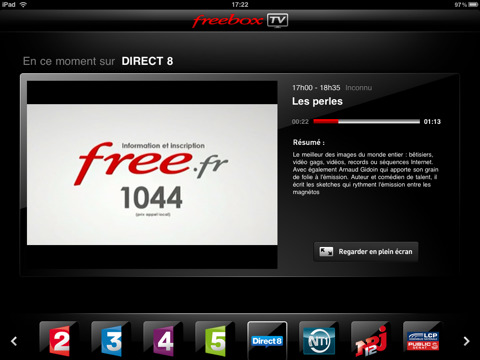 iPad
17:22
97 %
freebox TV
En ce moment sur DIRECT 8
17h00 - 18h35 Inconnu
Les perles
00:22
01:13
Information et inscription
free.fr
1044
(prix appel local)
Résumé :
Le meilleur des images du monde entier : bêtisiers,
vidéo gags, vidéos, records ou séquences Internet.
Avec également Arnaud Gidoin qui apporte son grain
de folie à l'émission. Auteur et comédien de talent, il
écrit les sketches qui rythment l'émission entre les
magnétos
Regarder en plein écran
2
3
4
5
Direct 8
NT1
NRJ
12
LCP
PUBLIC
SENAT